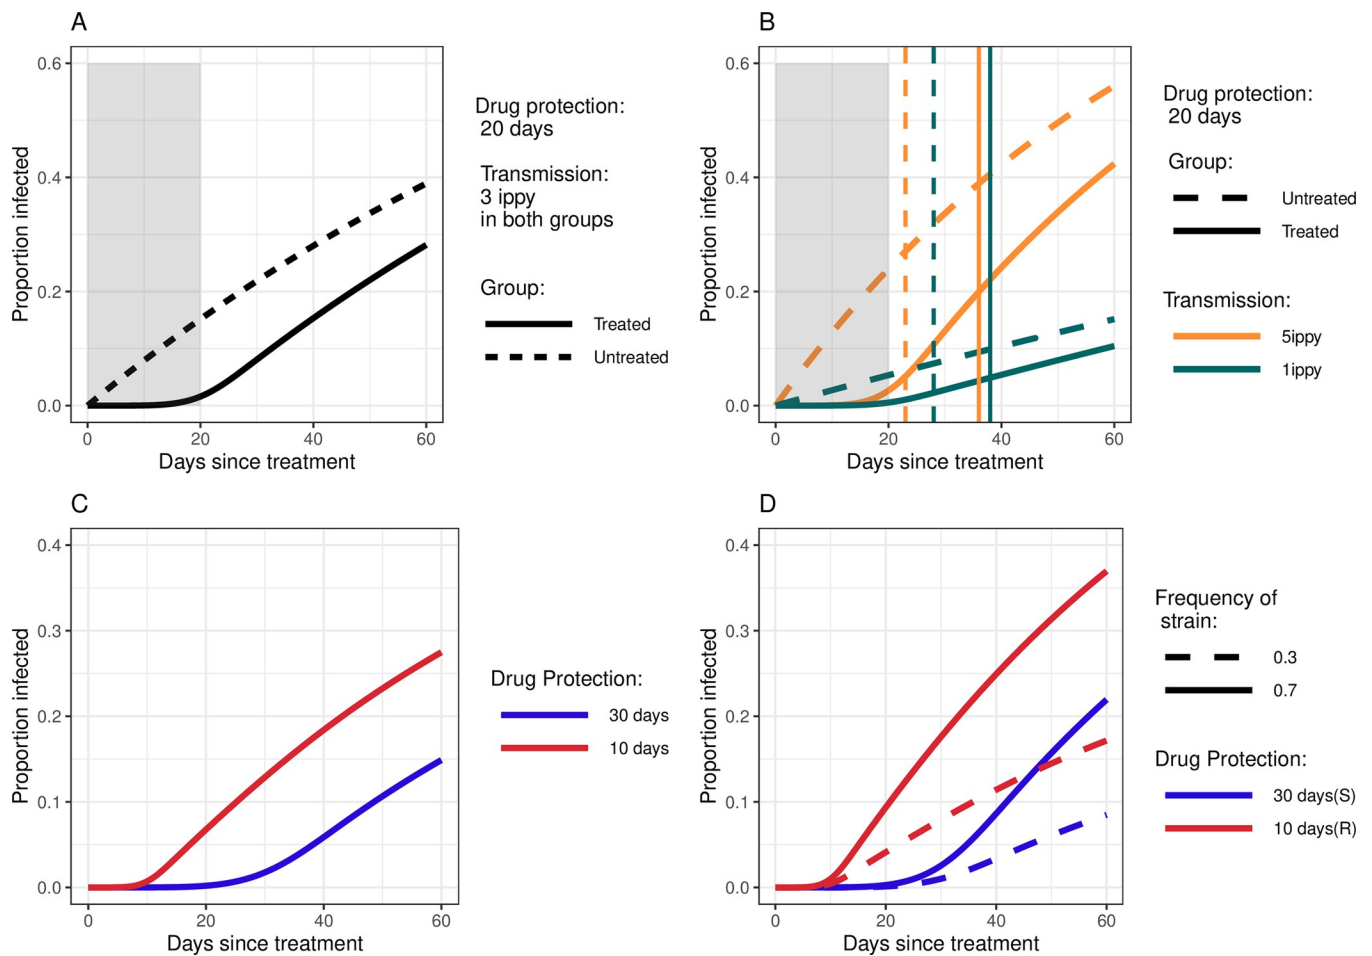 A
0.6
0.4
0.2
0.0
Proportion infected
0
20
40
60
Days since treatment
Drug protection:
20 days
Transmission:
3 ippy
in both groups
Group:
Treated
Untreated
B
0.6
0.4
0.2
0.0
Proportion infected
0
20
40
60
Days since treatment
Drug protection:
20 days
Group:
Untreated
Treated
Transmission:
5ippy
1ippy
C
0.4
0.3
0.2
0.1
0.0
Proportion infected
0
20
40
60
Days since treatment
Drug Protection:
30 days
10 days
D
0.4
0.3
0.2
0.1
0.0
Proportion infected
0
20
40
60
Days since treatment
Frequency of
strain:
0.3
0.7
Drug Protection:
30 days(S)
10 days(R)